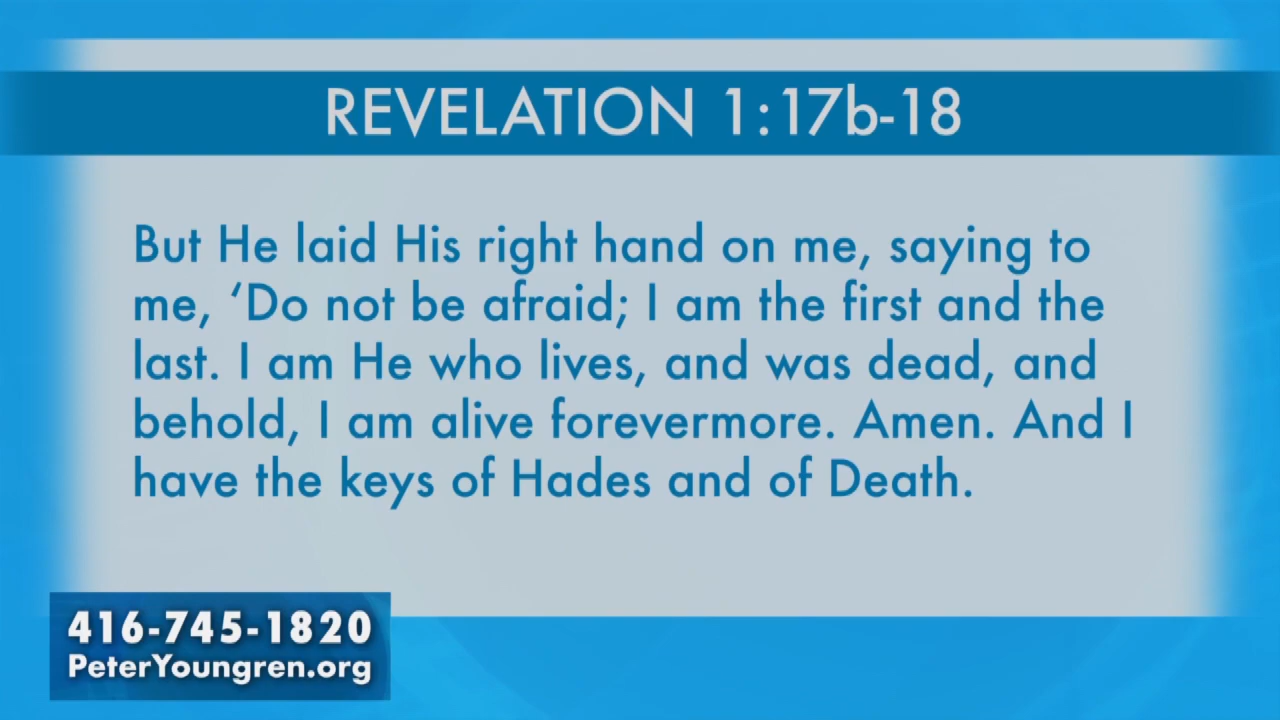 REVELATION 1:17b-18
But He laid His right hand on me, saying to
me, ‘Do not be afraid; I am the first and the
last. I am He who lives, and was dead, and
behold, I am alive forevermore. Amen. And I
have the keys of Hades and of Death.
416-745-1820
PeterYoungren.org